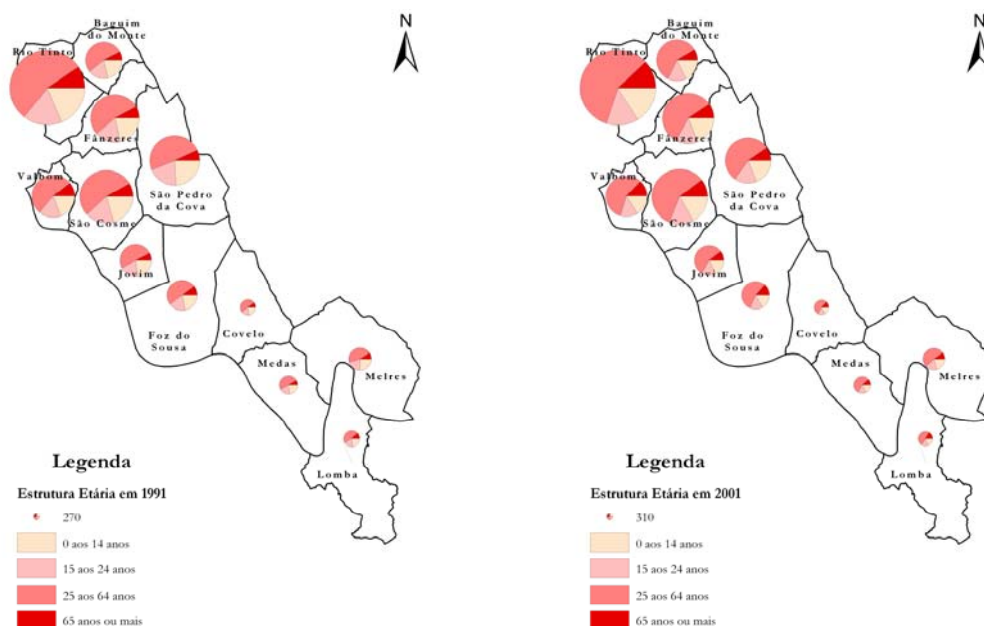 N
Baguim
do Monte
Rio Tinto
Fânzeres
Valbom
São Pedro
da Cova
São Cosme
Jovim
Foz do
Sousa
Covelo
Medas
Melres
Lomba
Legenda
Estrutura Etária em 1991
270
0 aos 14 anos
15 aos 24 anos
25 aos 64 anos
65 anos ou mais
N
Baguim
do Monte
Rio Tinto
Fânzeres
Valbom
São Pedro
da Cova
São Cosme
Jovim
Foz do
Sousa
Covelo
Medas
Melres
Lomba
Legenda
Estrutura Etária em 2001
310
0 aos 14 anos
15 aos 24 anos
25 aos 64 anos
65 anos ou mais